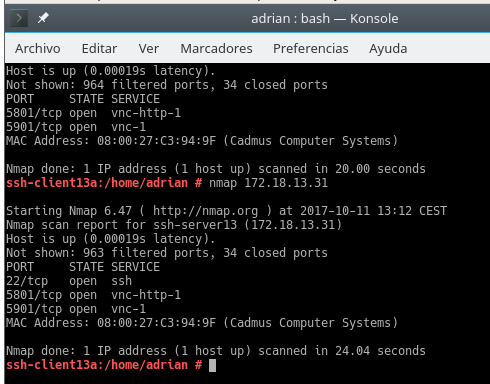 adrian : bash — Konsole
Archivo Editar Ver Marcadores Preferencias Ayuda
Host is up (0.00019s latency).
Not shown: 964 filtered ports, 34 closed ports
PORT     STATE SERVICE
5801/tcp open  vnc-http-1
5901/tcp open  vnc-1
MAC Address: 08:00:27:C3:94:9F (Cadmus Computer Systems)
Nmap done: 1 IP address (1 host up) scanned in 20.00 seconds
ssh-client13a:/home/adrian # nmap 172.18.13.31
Starting Nmap 6.47 ( http://nmap.org ) at 2017-10-11 13:12 CEST
Nmap scan report for ssh-server13 (172.18.13.31)
Host is up (0.00019s latency).
Not shown: 963 filtered ports, 34 closed ports
PORT     STATE SERVICE
22/tcp   open  ssh
5801/tcp open  vnc-http-1
5901/tcp open  vnc-1
MAC Address: 08:00:27:C3:94:9F (Cadmus Computer Systems)
Nmap done: 1 IP address (1 host up) scanned in 24.04 seconds
ssh-client13a:/home/adrian #